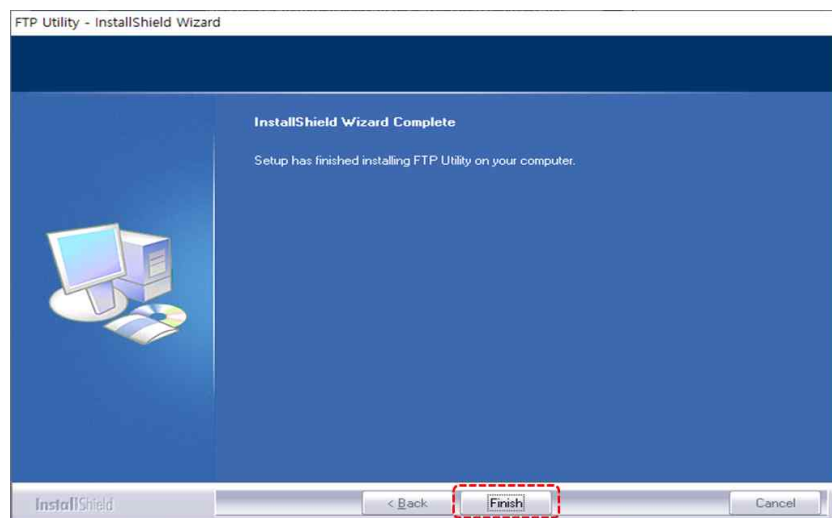 FTP Utility - InstallShield Wizard
InstallShield Wizard Complete
Setup has finished installing FTP Utility on your computer.
InstallShield
< Back
Finish
Cancel